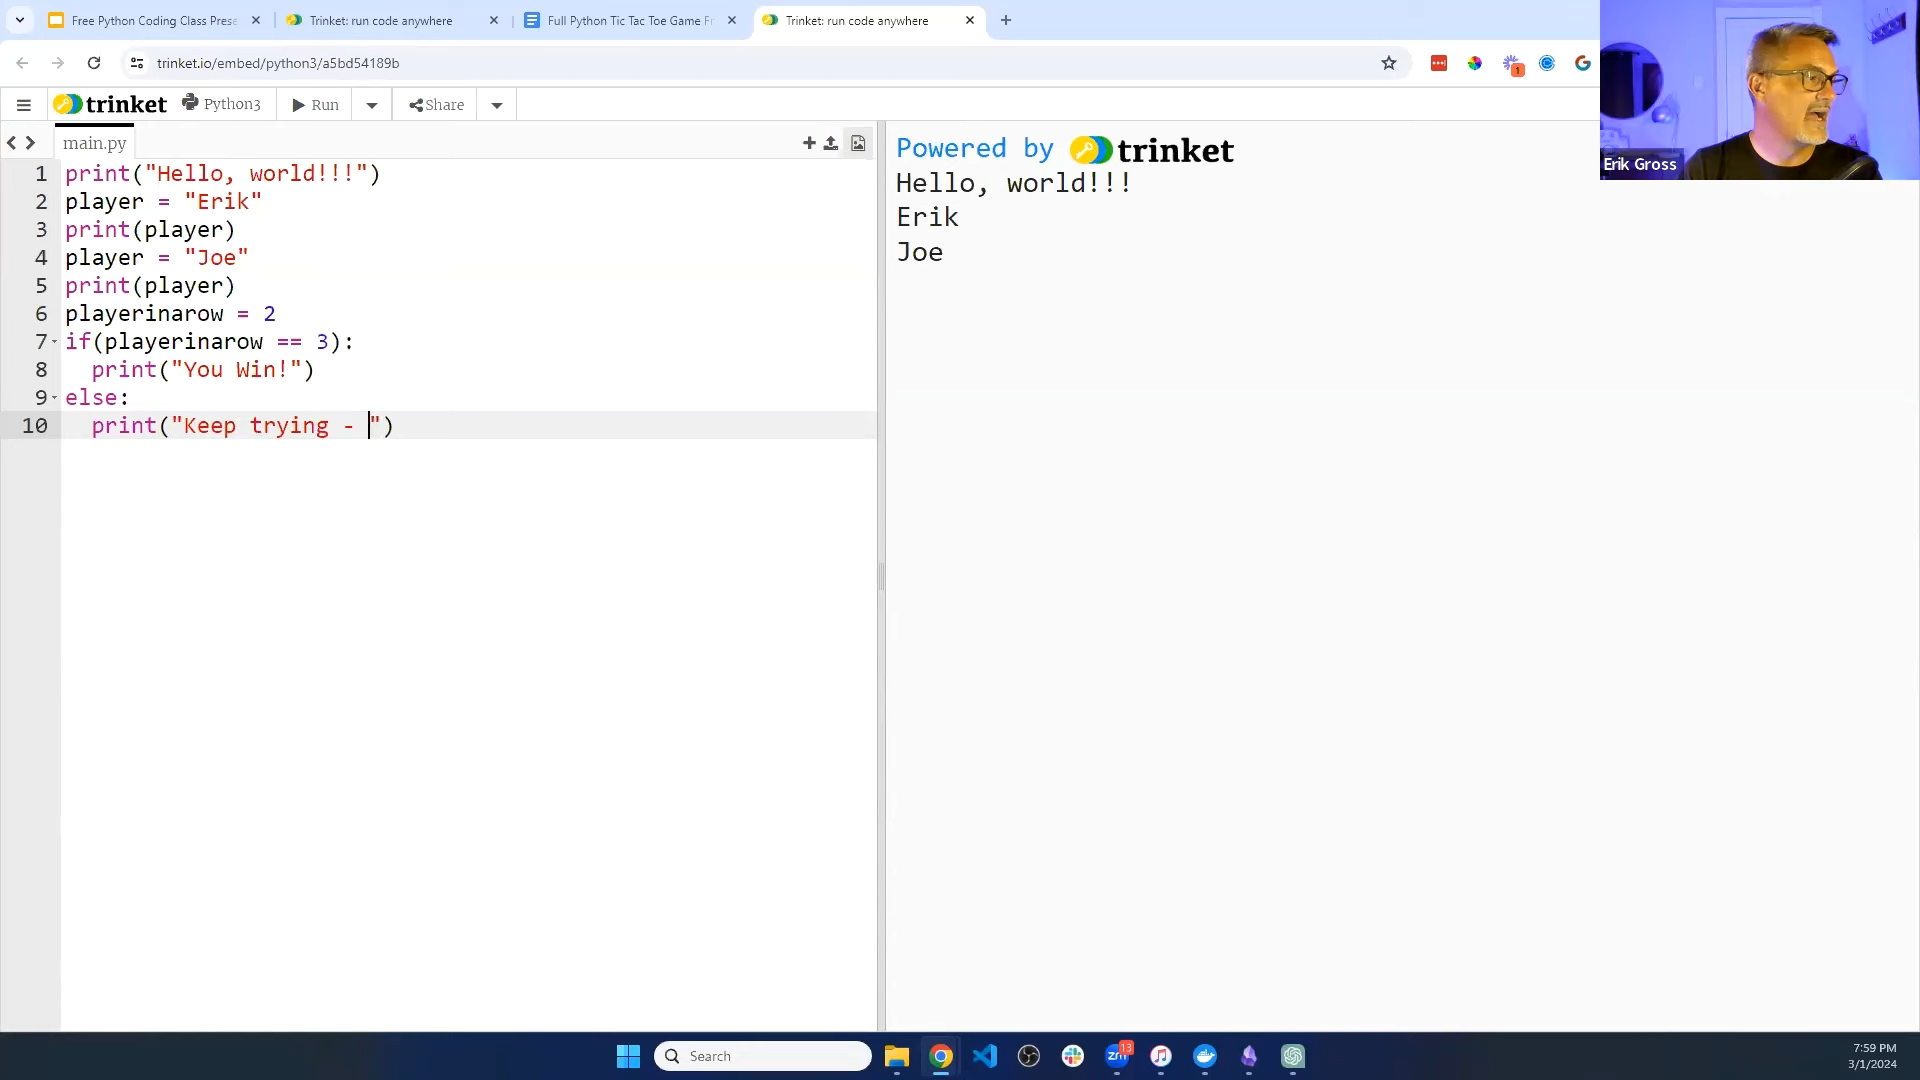 Free Python Coding Class Prese
Trinket: run code anywhere
Full Python Tic Tac Toe Game Fr
Trinket: run code anywhere
trinket.io/embed/python3/a5bd54189b
1
trinket
Python3
Run
Share
main.py
1 print("Hello, world!!!")
2 player = "Erik"
3 print(player)
4 player = "Joe"
5 print(player)
6 playerinarow = 2
7 if(playerinarow == 3):
8 print("You Win!")
9 else:
10 print("Keep trying - ")
Powered by trinket
Hello, world!!!
Erik
Joe
Erik Gross
Search
zm
13
7:59 PM
3/1/2024